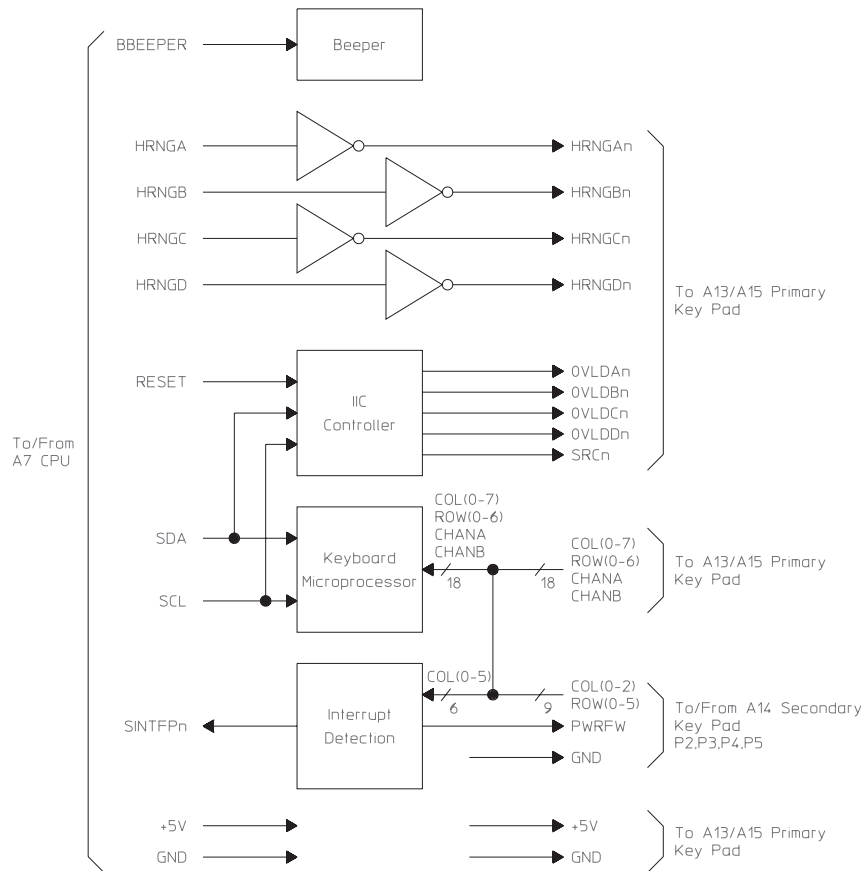 BBEEPER
Beeper
HRNGA
HRNGAn
HRNGB
HRNGBn
HRNGC
HRNGCn
HRNGD
HRNGDn
To A13/A15 Primary
Key Pad
RESET
IIC
Controller
0VLDAn
0VLDBn
0VLDCn
0VLDDn
SRCn
To/From
A7 CPU
SDA
SCL
Keyboard
Microprocessor
COL(0-7)
ROW(0-6)
CHANA
CHANB
18
18
COL(0-7)
ROW(0-6)
CHANA
CHANB
To A13/A15 Primary
Key Pad
SINTFPn
Interrupt
Detection
COL(0-5)
6
9
COL(0-2)
ROW(0-5)
PWRFW
GND
To/From A14 Secondary
Key Pad
P2,P3,P4,P5
+5V
GND
+5V
GND
To A13/A15 Primary
Key Pad